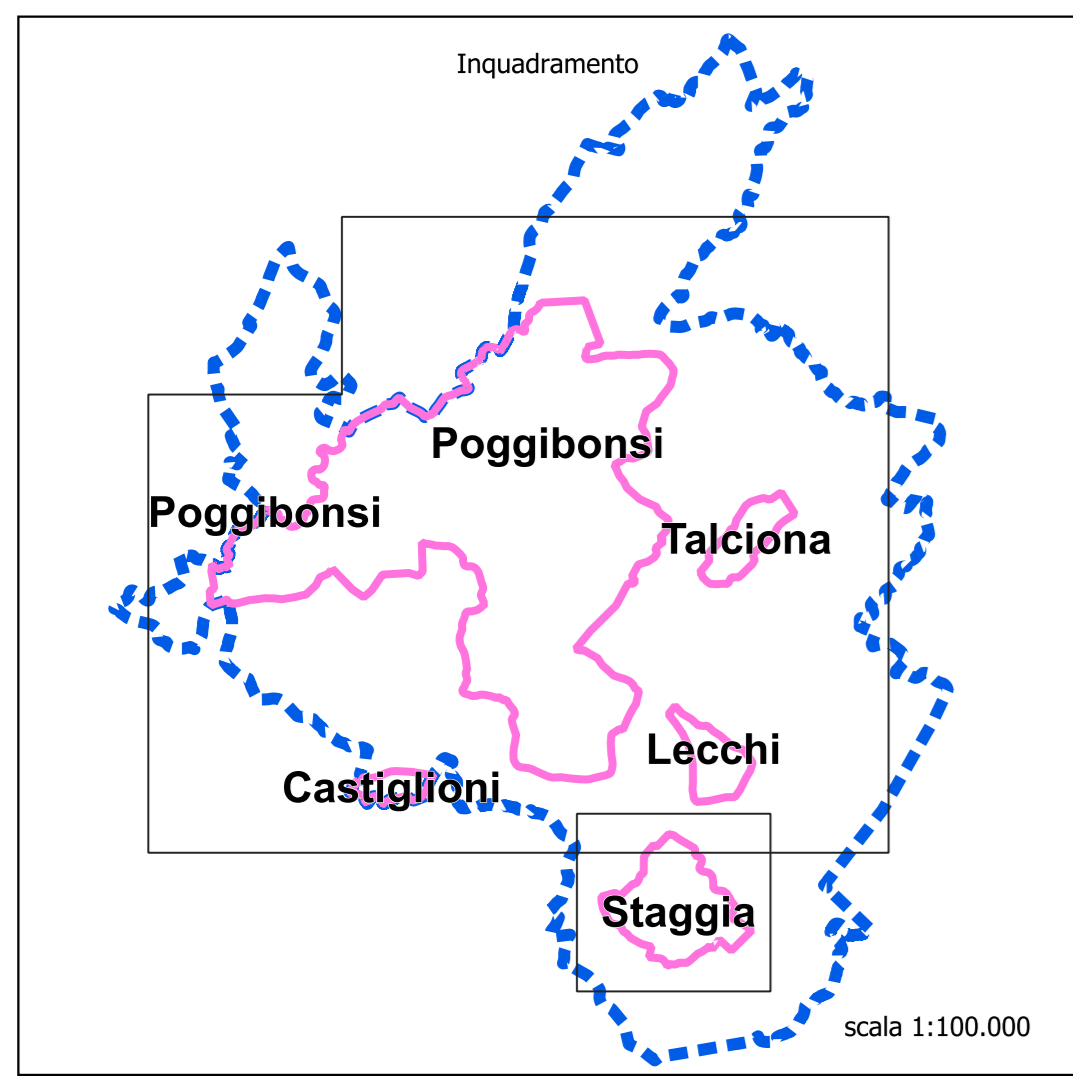 Inquadramento
Poggibonsi
Poggibonsi
Talciona
Lecchi
Castiglioni
Staggia
scala 1:100.000